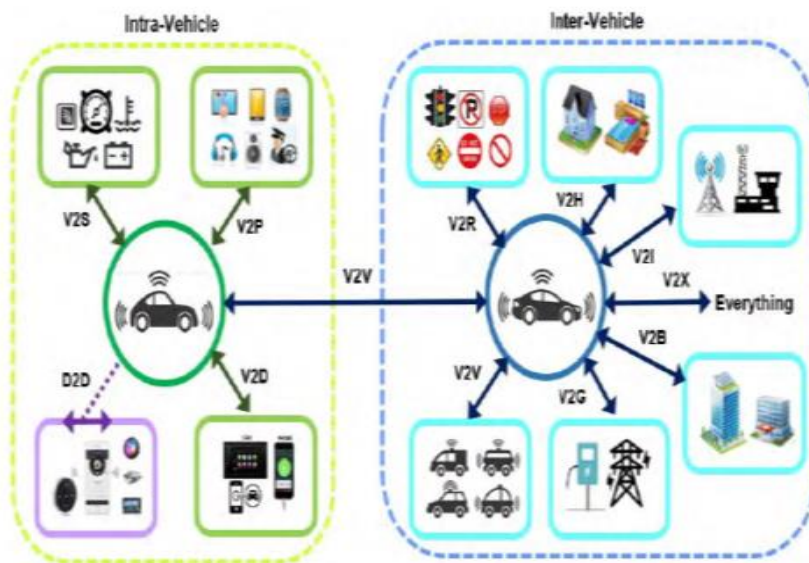 Intra-Vehicle
Inter-Vehicle
V2S
V2P
V2R
V2H
V2I
V2V
V2X
Everything
V2B
D2D
V2D
V2V
V2G